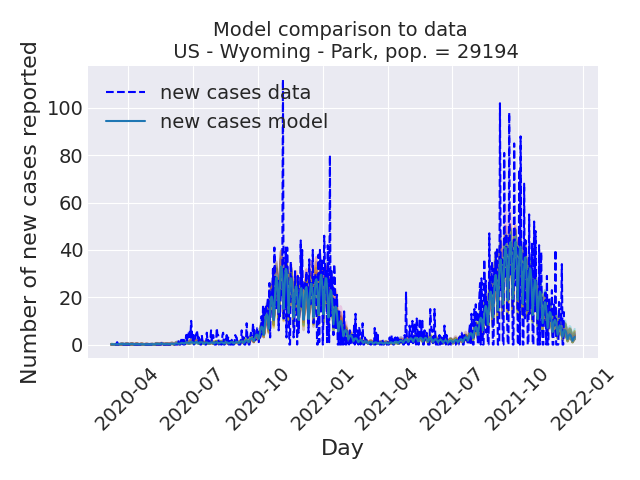 Model comparison to data
US - Wyoming - Park, pop. = 29194
new cases data
new cases model
Number of new cases reported
100
80
60
40
20
0
2020-04
2020-07
2020-10
2021-01
2021-04
2021-07
2021-10
2022-01
Day